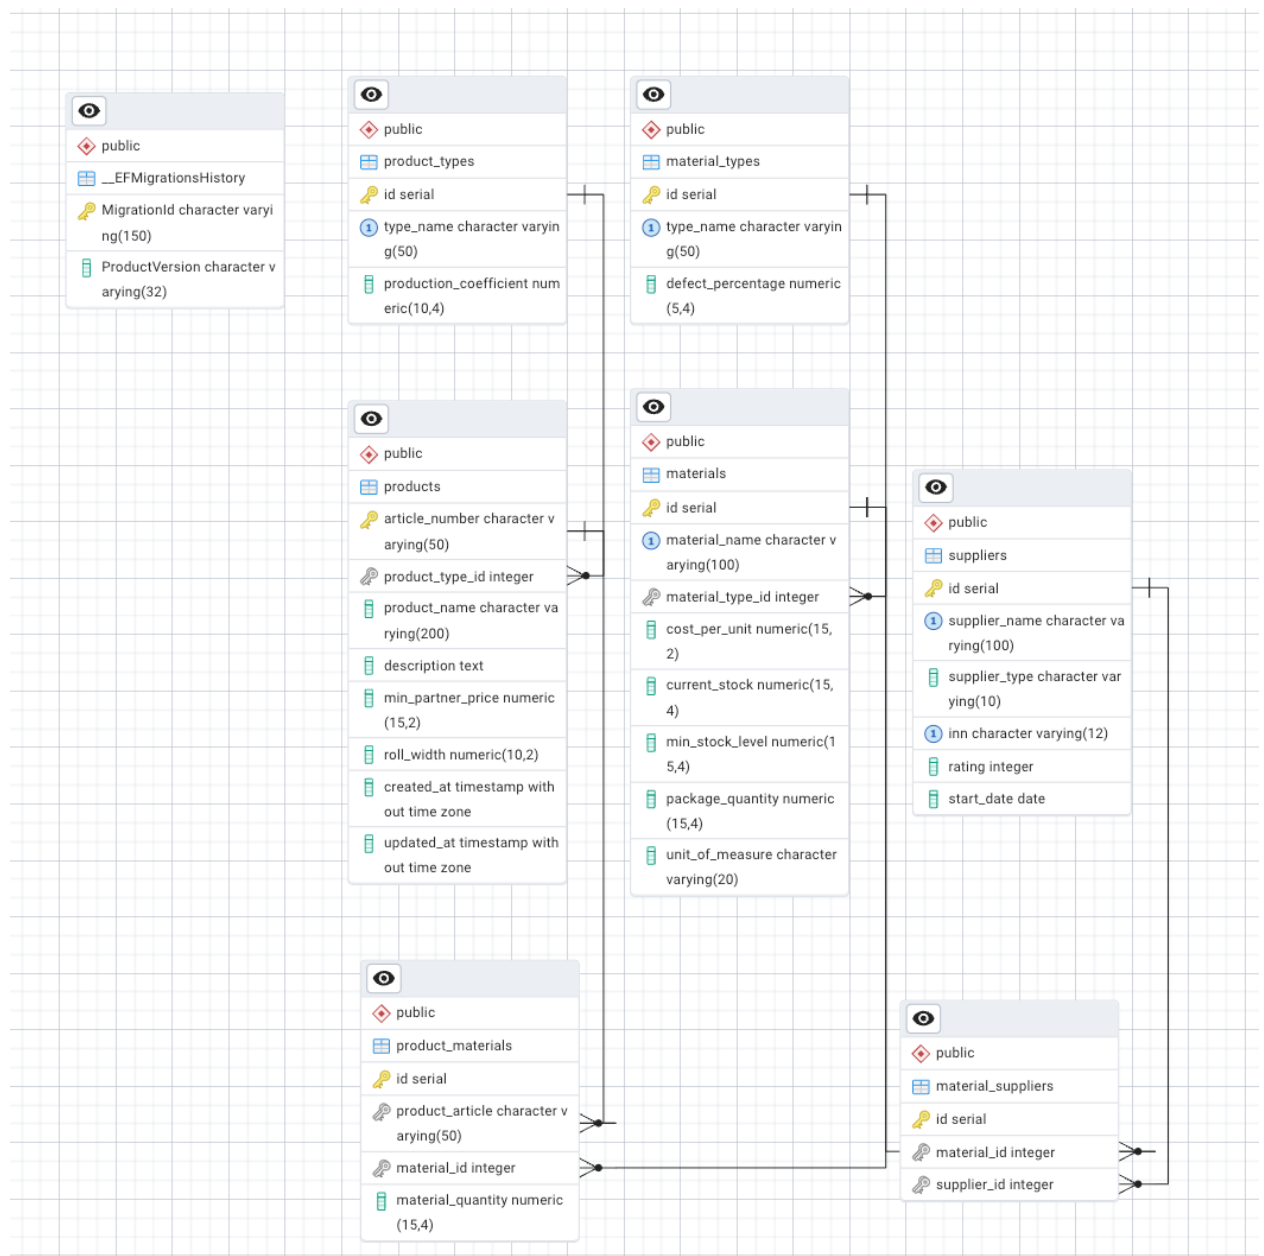 public
__EFMigrationsHistory
MigrationId character varyi
ng(150)
ProductVersion character v
arying(32)
public
product_types
id serial
1 type_name character varyin
g(50)
production_coefficient num
eric(10,4)
public
material_types
id serial
1 type_name character varyin
g(50)
defect_percentage numeric
(5,4)
public
products
article_number character v
arying(50)
product_type_id integer
product_name character va
rying(200)
description text
min_partner_price numeric
(15,2)
roll_width numeric(10,2)
created_at timestamp with
out time zone
updated_at timestamp with
out time zone
public
materials
id serial
1 material_name character v
arying(100)
material_type_id integer
cost_per_unit numeric(15,
2)
current_stock numeric(15,
4)
min_stock_level numeric(1
5,4)
package_quantity numeric
(15,4)
unit_of_measure character
varying(20)
public
suppliers
id serial
1 supplier_name character va
rying(100)
supplier_type character var
ying(10)
1 inn character varying(12)
rating integer
start_date date
public
product_materials
id serial
product_article character v
arying(50)
material_id integer
material_quantity numeric
(15,4)
public
material_suppliers
id serial
material_id integer
supplier_id integer